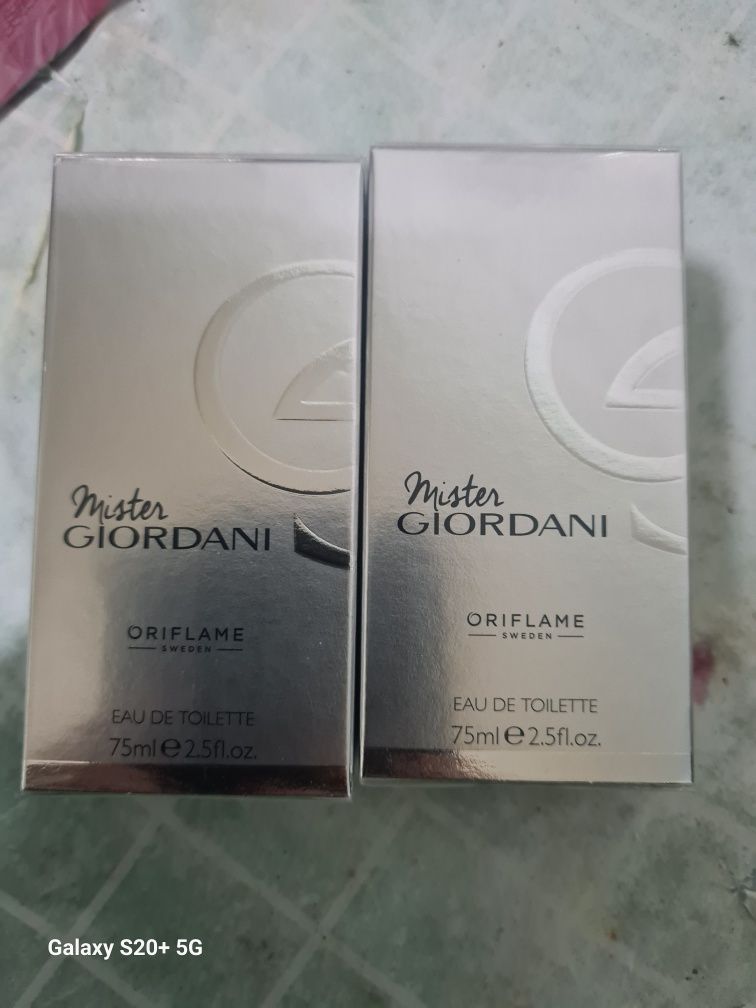 Mister
GIORDANI
ORIFLAME
SWEDEN
EAU DE TOILETTE
75ml e 2.5fl.oz.
Mister
GIORDANI
ORIFLAME
SWEDEN
EAU DE TOILETTE
75ml e 2.5fl.oz.
Galaxy S20+ 5G